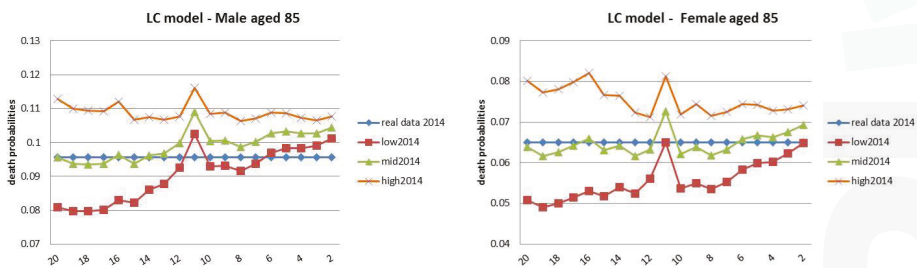 LC model - Male aged 85
0.13
0.12
0.11
0.1
0.09
0.08
0.07
death probabilities
20 18 16 14 12 10 8 6 4 2
real data 2014
low2014
mid2014
high2014
LC model - Female aged 85
0.09
0.08
0.07
0.06
0.05
0.04
death probabilities
20 18 16 14 12 10 8 6 4 2
real data 2014
low2014
mid2014
high2014